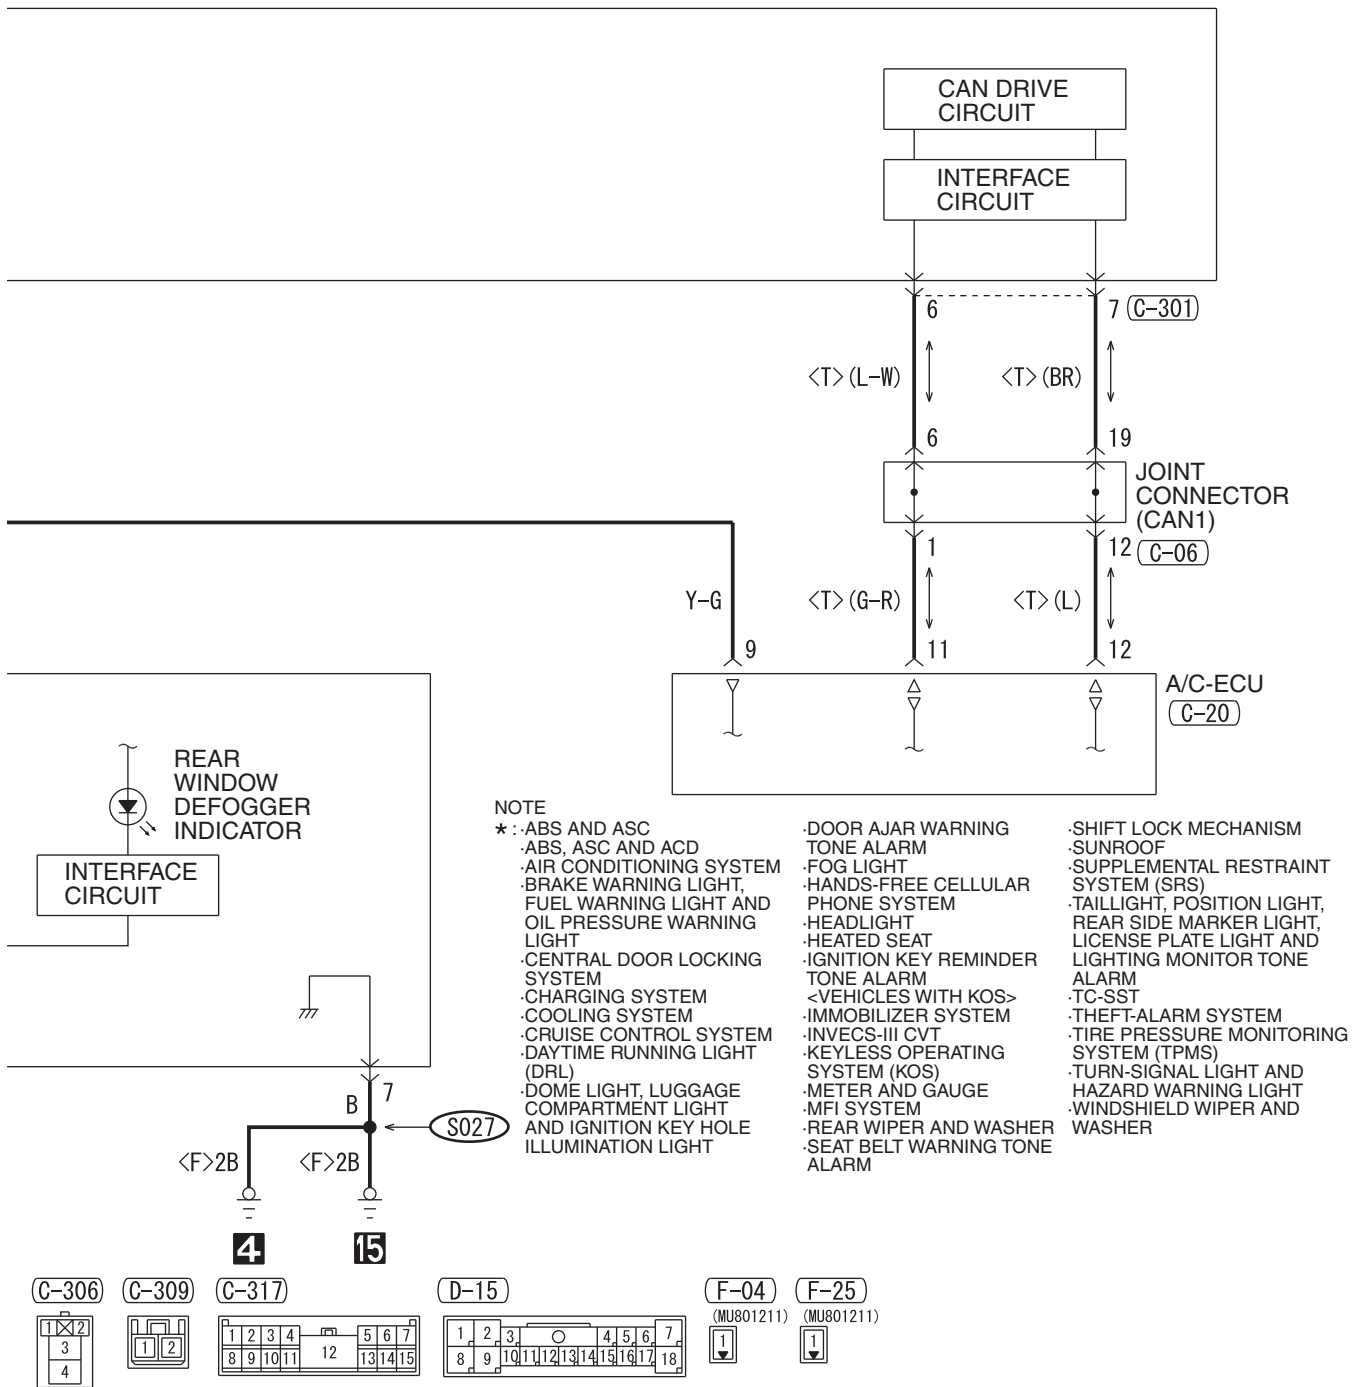 CAN DRIVE
CIRCUIT
INTERFACE
CIRCUIT
6
7
C-301
<T>(L-W)
<T>(BR)
6
19
JOINT
CONNECTOR
(CAN1)
1
12
C-06
Y-G
<T>(G-R)
<T>(L)
9
11
12
A/C-ECU
C-20
REAR
WINDOW
DEFOGGER
INDICATOR
INTERFACE
CIRCUIT
7
B
S027
<F>2B
<F>2B
4
15
NOTE
* : ·ABS AND ASC
·ABS, ASC AND ACD
·AIR CONDITIONING SYSTEM
·BRAKE WARNING LIGHT,
FUEL WARNING LIGHT AND
OIL PRESSURE WARNING
LIGHT
·CENTRAL DOOR LOCKING
SYSTEM
·CHARGING SYSTEM
·COOLING SYSTEM
·CRUISE CONTROL SYSTEM
·DAYTIME RUNNING LIGHT
(DRL)
·DOME LIGHT, LUGGAGE
COMPARTMENT LIGHT
AND IGNITION KEY HOLE
ILLUMINATION LIGHT
·DOOR AJAR WARNING
TONE ALARM
·FOG LIGHT
·HANDS-FREE CELLULAR
PHONE SYSTEM
·HEADLIGHT
·HEATED SEAT
·IGNITION KEY REMINDER
TONE ALARM
<VEHICLES WITH KOS>
·IMMOBILIZER SYSTEM
·INVECS-III CVT
·KEYLESS OPERATING
SYSTEM (KOS)
·METER AND GAUGE
·MFI SYSTEM
·REAR WIPER AND WASHER
·SEAT BELT WARNING TONE
ALARM
·SHIFT LOCK MECHANISM
·SUNROOF
·SUPPLEMENTAL RESTRAINT
SYSTEM (SRS)
·TAILLIGHT, POSITION LIGHT,
REAR SIDE MARKER LIGHT,
LICENSE PLATE LIGHT AND
LIGHTING MONITOR TONE
ALARM
·TC-SST
·THEFT-ALARM SYSTEM
·TIRE PRESSURE MONITORING
SYSTEM (TPMS)
·TURN-SIGNAL LIGHT AND
HAZARD WARNING LIGHT
·WINDSHIELD WIPER AND
WASHER
C-306
1 2
3
4
C-309
1 2
C-317
1 2 3 4 5 6 7
8 9 10 11 12 13 14 15
D-15
1 2 3 4 5 6 7
8 9 10 11 12 13 14 15 16 17 18
F-04
(MU801211)
1
F-25
(MU801211)
1